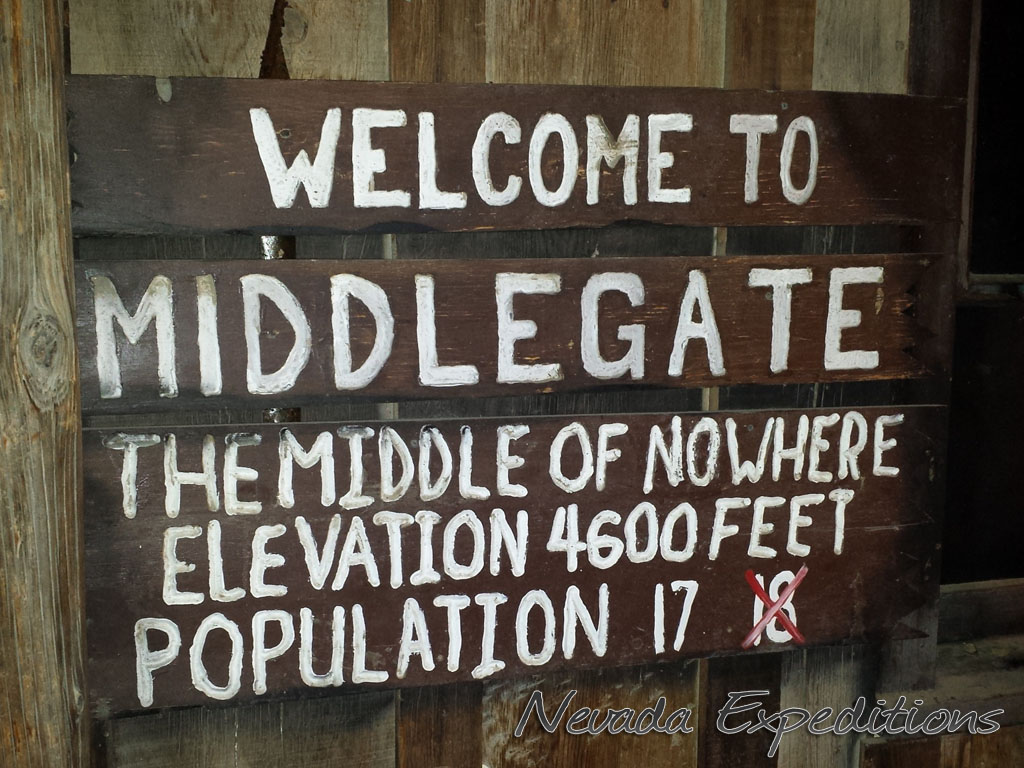 WELCOME TO
MIDDLEGATE
THE MIDDLE OF NOWHERE
ELEVATION 4600 FEET
POPULATION 17 18
Nevada Expeditions